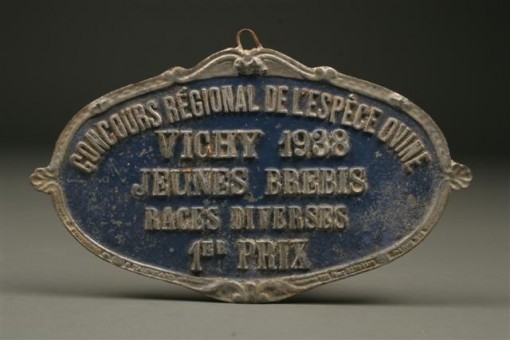 CONCOURS RÉGIONAL DE L'ESPÈCE OVINE
VICHY 1938
JEUNES BREBIS
RACES DIVERSES
1ER PRIX